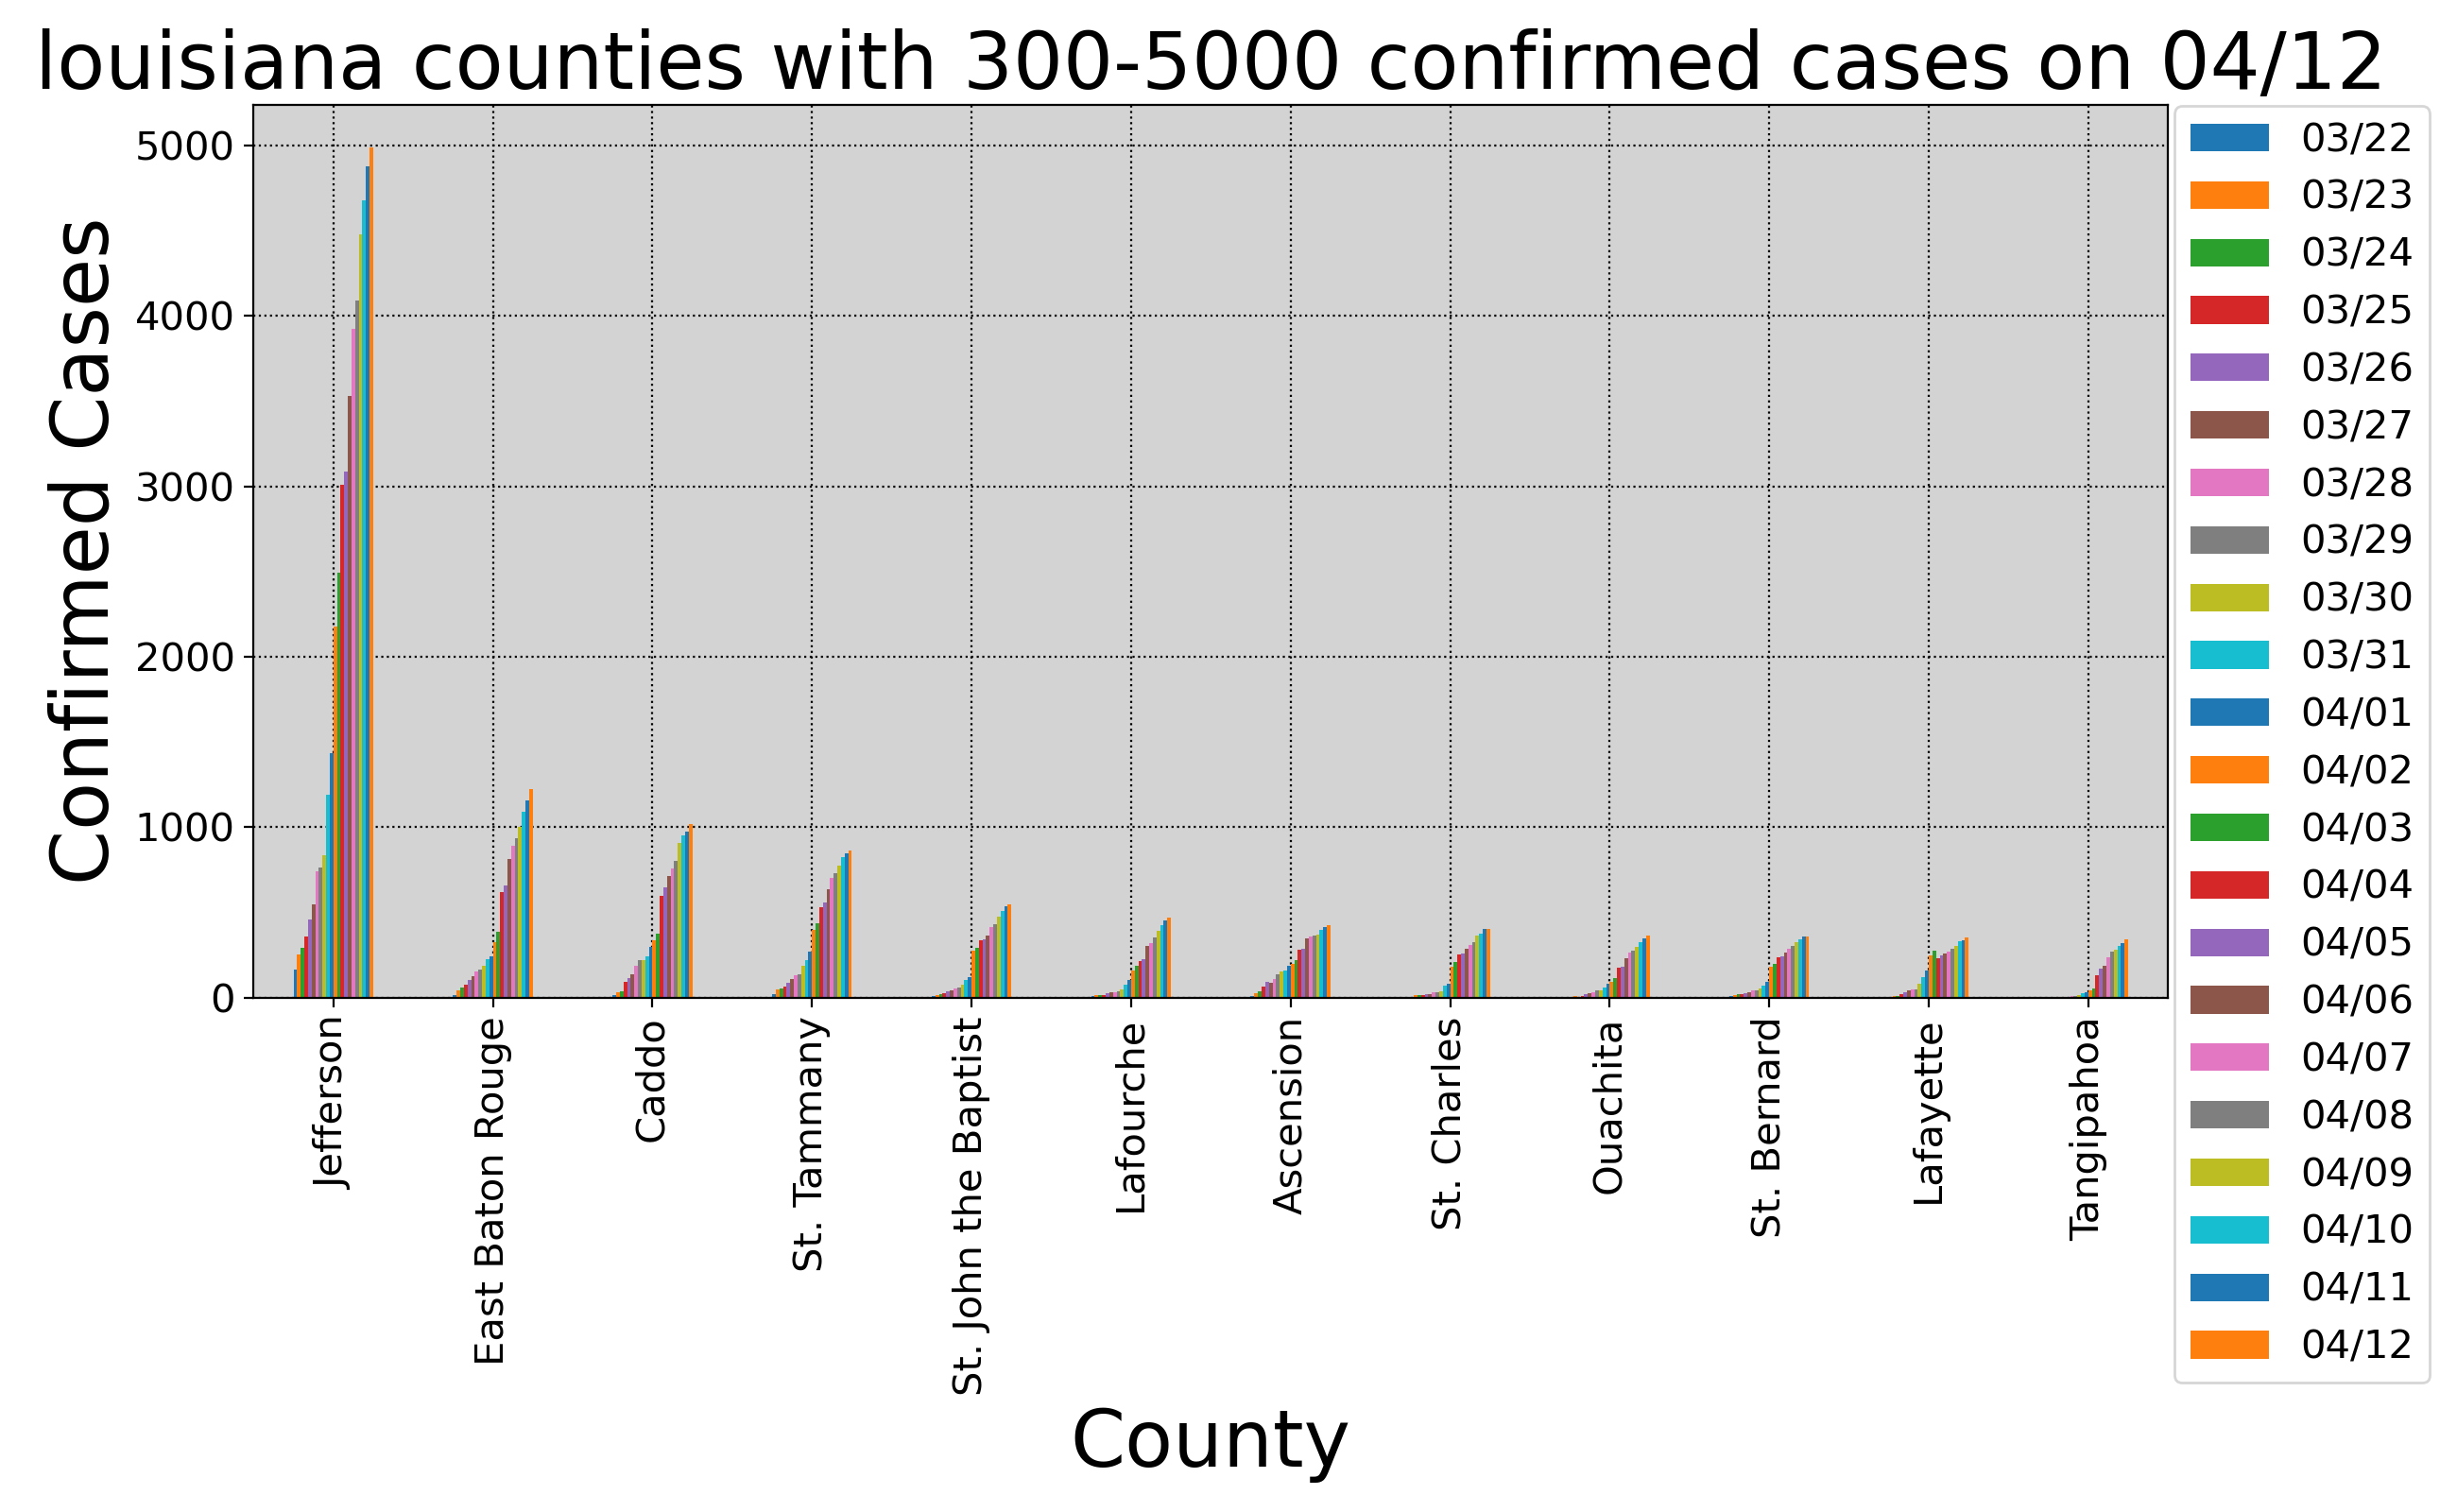 louisiana counties with 300-5000 confirmed cases on 04/12
Confirmed Cases
5000
4000
3000
2000
1000
0
Jefferson
East Baton Rouge
Caddo
St. Tammany
St. John the Baptist
Lafourche
Ascension
St. Charles
Ouachita
St. Bernard
Lafayette
Tangipahoa
County
03/22
03/23
03/24
03/25
03/26
03/27
03/28
03/29
03/30
03/31
04/01
04/02
04/03
04/04
04/05
04/06
04/07
04/08
04/09
04/10
04/11
04/12